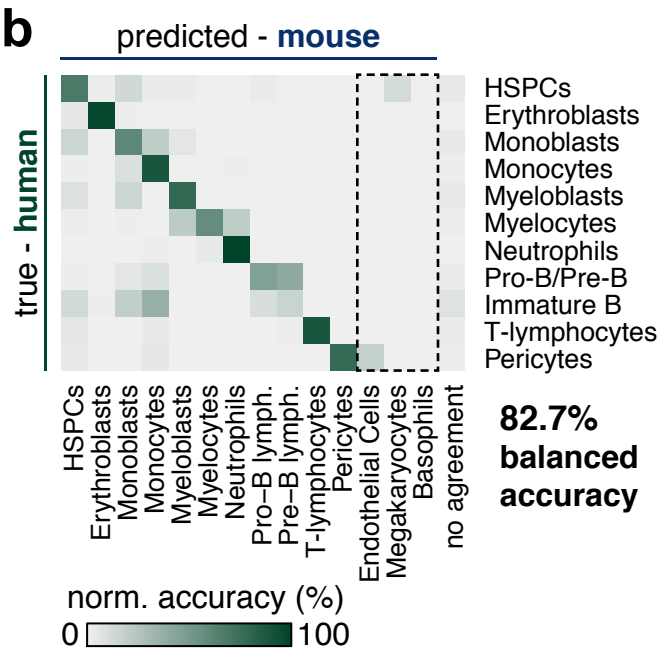 b
predicted - mouse
true - human
HSPCs
Erythroblasts
Monoblasts
Monocytes
Myeloblasts
Myelocytes
Neutrophils
Pro-B/Pre-B
Immature B
T-lymphocytes
Pericytes
HSPCs
Erythroblasts
Monoblasts
Monocytes
Myeloblasts
Myelocytes
Neutrophils
Pro–B lymph.
Pre–B lymph.
T-lymphocytes
Pericytes
Endothelial Cells
Megakaryocytes
Basophils
no agreement
82.7%
balanced
accuracy
norm. accuracy (%)
0 100